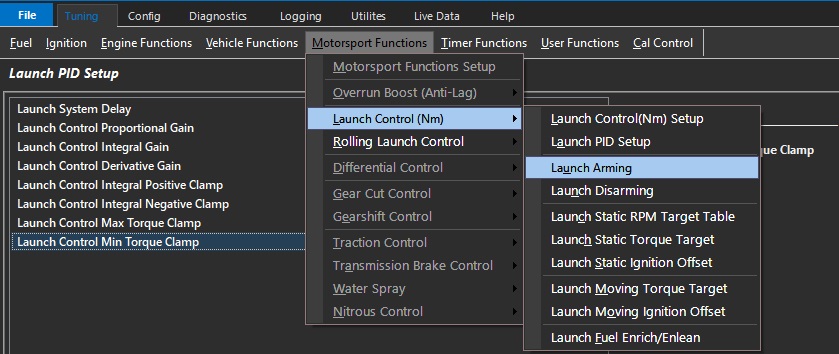 File Tuning Config Diagnostics Logging Utilites Live Data Help
Fuel Ignition Engine Functions Vehicle Functions Motorsport Functions Timer Functions User Functions Cal Control
Launch PID Setup
Launch System Delay
Launch Control Proportional Gain
Launch Control Integral Gain
Launch Control Derivative Gain
Launch Control Integral Positive Clamp
Launch Control Integral Negative Clamp
Launch Control Max Torque Clamp
Launch Control Min Torque Clamp
Motorsport Functions Setup
Overrun Boost (Anti-Lag)
Launch Control (Nm)
Rolling Launch Control
Differential Control
Gear Cut Control
Gearshift Control
Traction Control
Transmission Brake Control
Water Spray
Nitrous Control
Launch Control(Nm) Setup
Launch PID Setup
Launch Arming
Launch Disarming
Launch Static RPM Target Table
Launch Static Torque Target
Launch Static Ignition Offset
Launch Moving Torque Target
Launch Moving Ignition Offset
Launch Fuel Enrich/Enlean
que Clamp